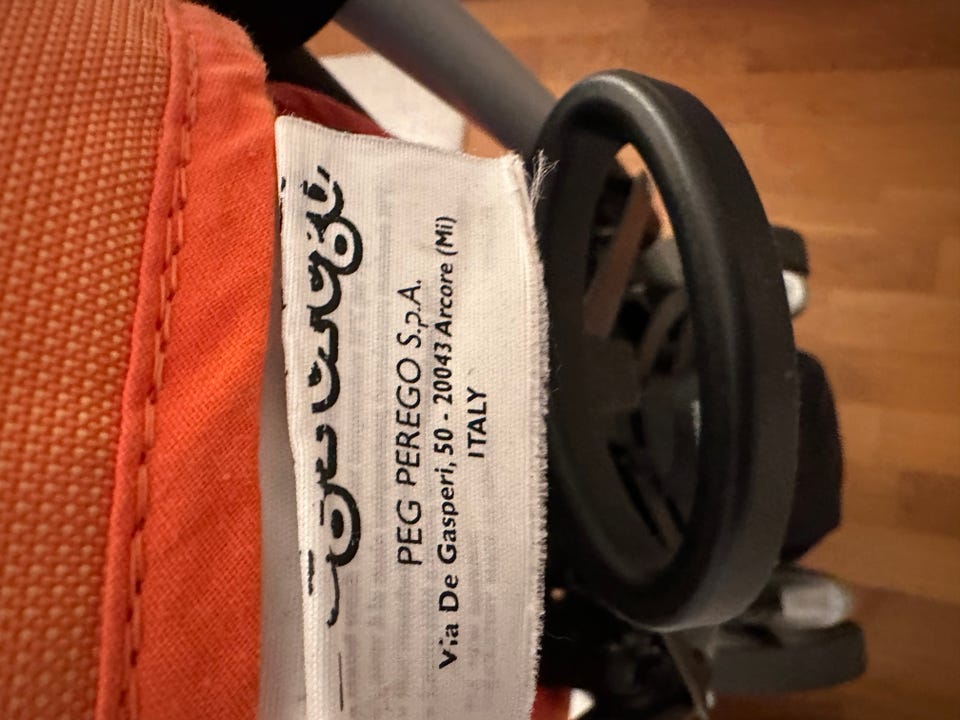 PEG PEREGO S.p.A.
Via De Gasperi, 50 - 20043 Arcore (Mi)
ITALY